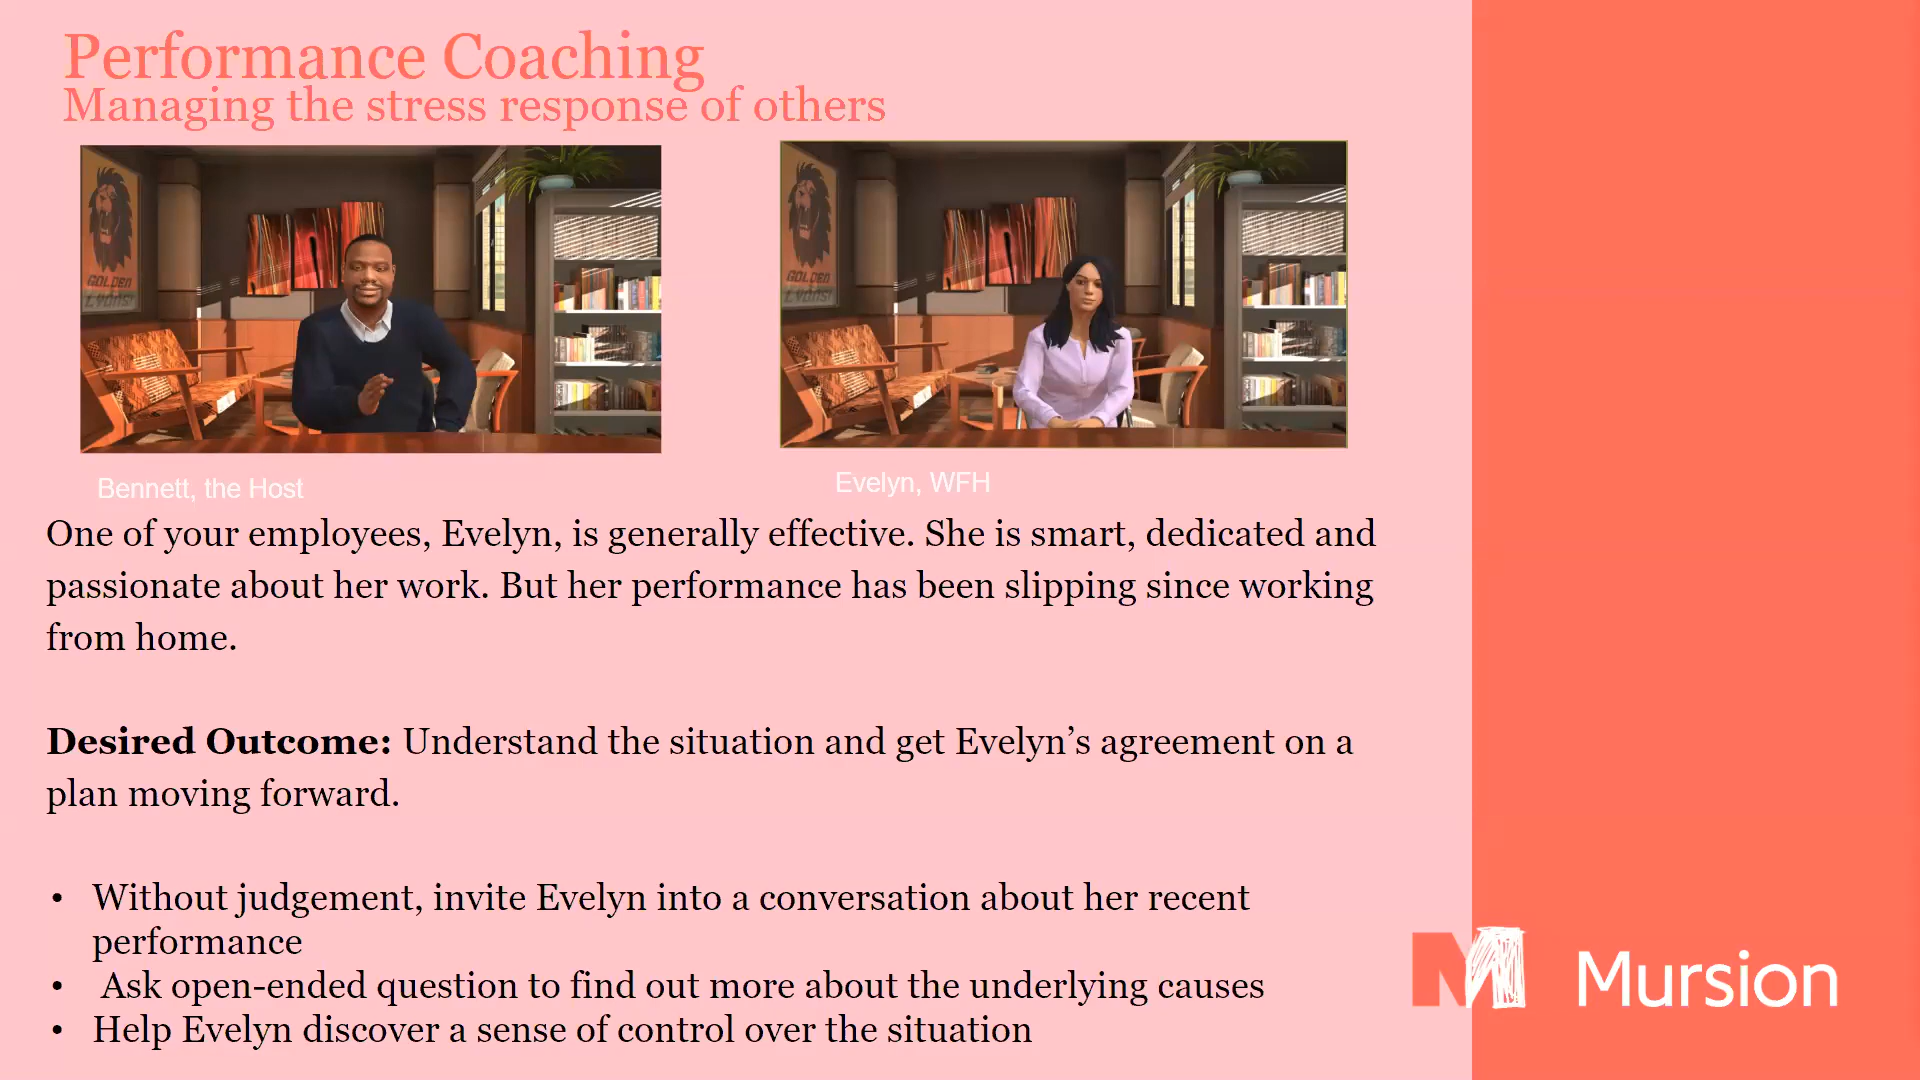 Performance Coaching
Managing the stress response of others
GOLDEN
LYONS!
GOLDEN
LYONS!
Bennett, the Host
Evelyn, WFH
One of your employees, Evelyn, is generally effective. She is smart, dedicated and
passionate about her work. But her performance has been slipping since working
from home.
Desired Outcome: Understand the situation and get Evelyn’s agreement on a
plan moving forward.
• Without judgement, invite Evelyn into a conversation about her recent
performance
• Ask open-ended question to find out more about the underlying causes
• Help Evelyn discover a sense of control over the situation
M Mursion